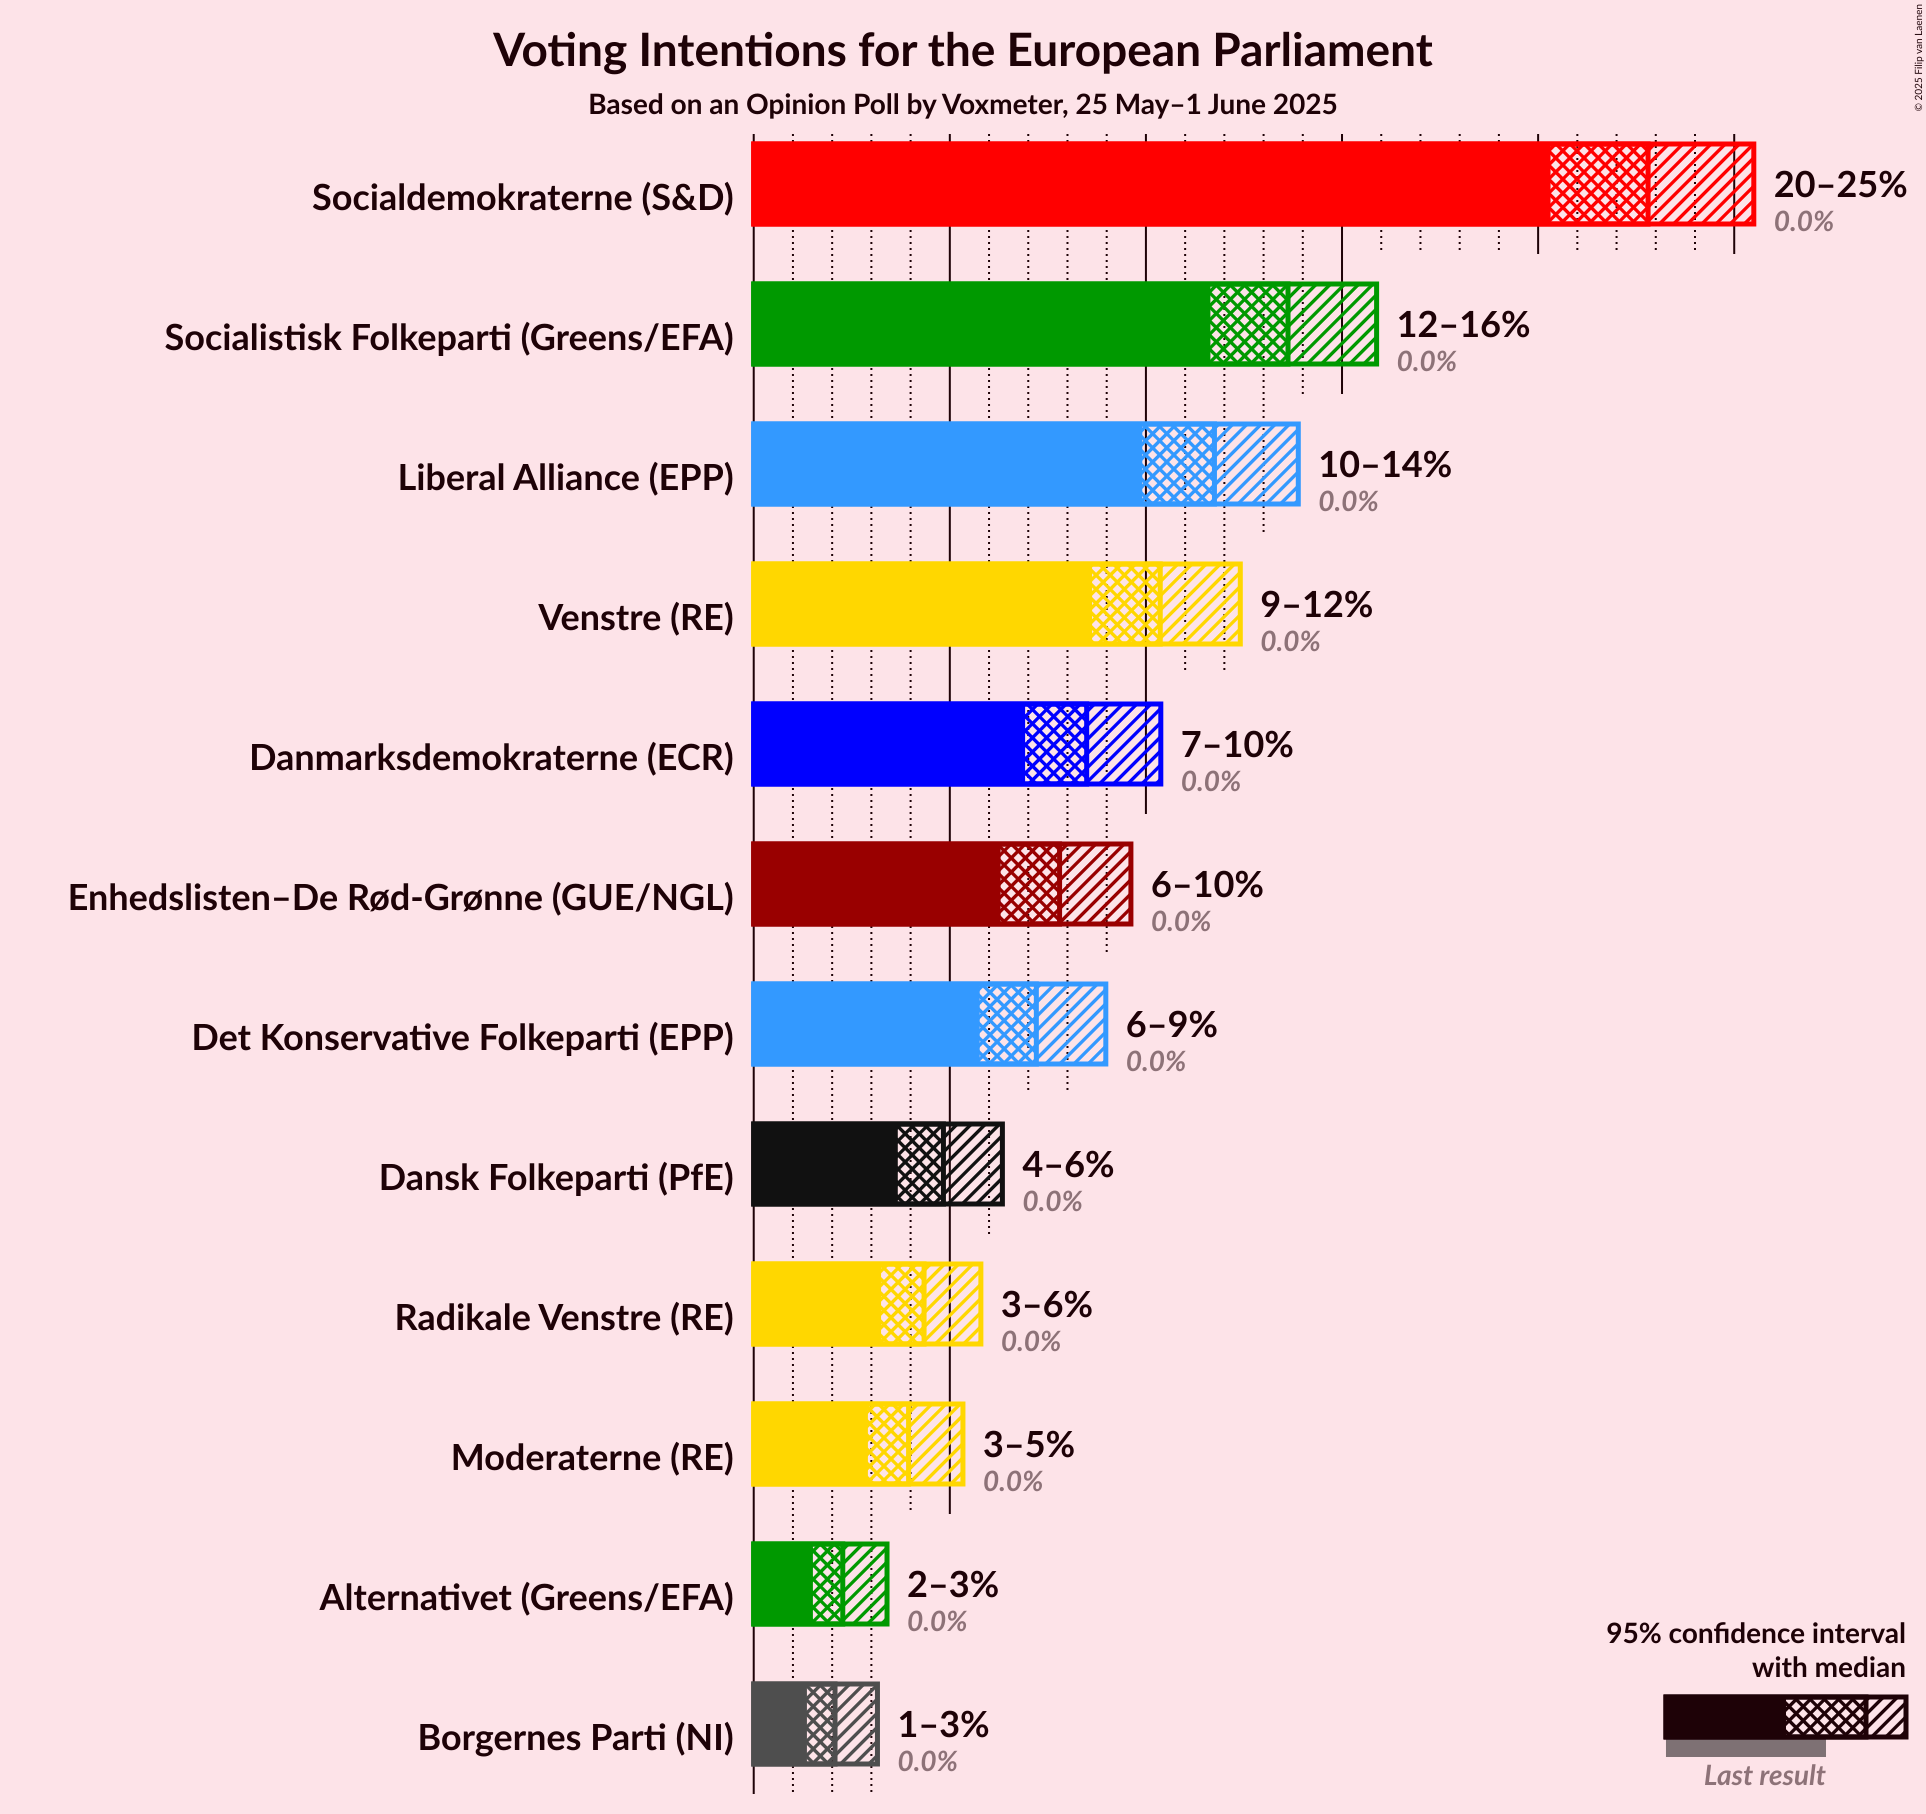 Voting Intentions for the European Parliament
Based on an Opinion Poll by Voxmeter, 25 May–1 June 2025
© 2025 Filip van Laenen
Socialdemokraterne (S&D)
20–25%
0.0%
Socialistisk Folkeparti (Greens/EFA)
12–16%
0.0%
Liberal Alliance (EPP)
10–14%
0.0%
Venstre (RE)
9–12%
0.0%
Danmarksdemokraterne (ECR)
7–10%
0.0%
Enhedslisten–De Rød-Grønne (GUE/NGL)
6–10%
0.0%
Det Konservative Folkeparti (EPP)
6–9%
0.0%
Dansk Folkeparti (PfE)
4–6%
0.0%
Radikale Venstre (RE)
3–6%
0.0%
Moderaterne (RE)
3–5%
0.0%
Alternativet (Greens/EFA)
2–3%
0.0%
Borgernes Parti (NI)
1–3%
0.0%
95% confidence interval
with median
Last result